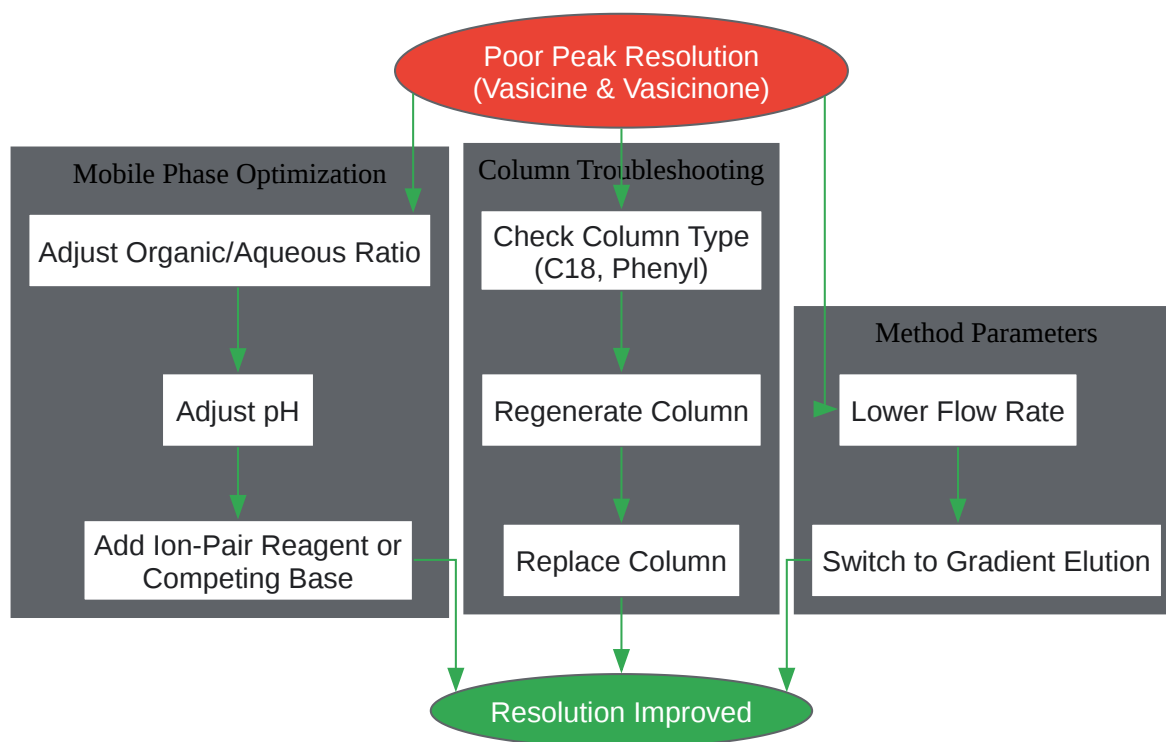 Poor Peak Resolution
(Vasicine & Vasicinone)
Mobile Phase Optimization
Adjust Organic/Aqueous Ratio
Adjust pH
Add Ion-Pair Reagent or
Competing Base
Column Troubleshooting
Check Column Type
(C18, Phenyl)
Regenerate Column
Replace Column
Method Parameters
Lower Flow Rate
Switch to Gradient Elution
Resolution Improved